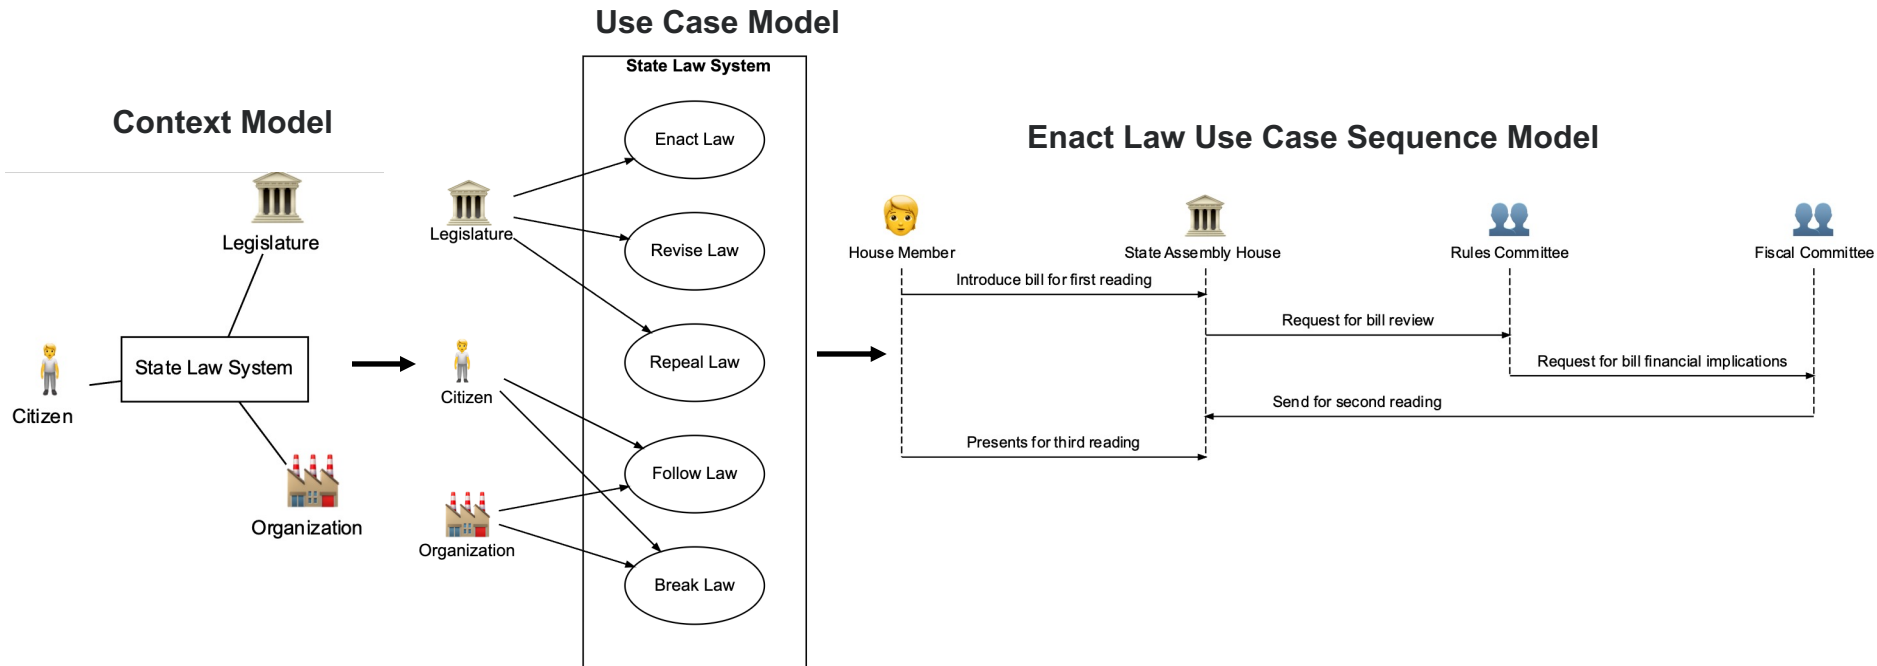 Context Model
Legislature
State Law System
Citizen
Organization
Use Case Model
State Law System
Legislature
Citizen
Organization
Enact Law
Revise Law
Repeal Law
Follow Law
Break Law
Enact Law Use Case Sequence Model
House Member
State Assembly House
Rules Committee
Fiscal Committee
Introduce bill for first reading
Request for bill review
Request for bill financial implications
Send for second reading
Presents for third reading